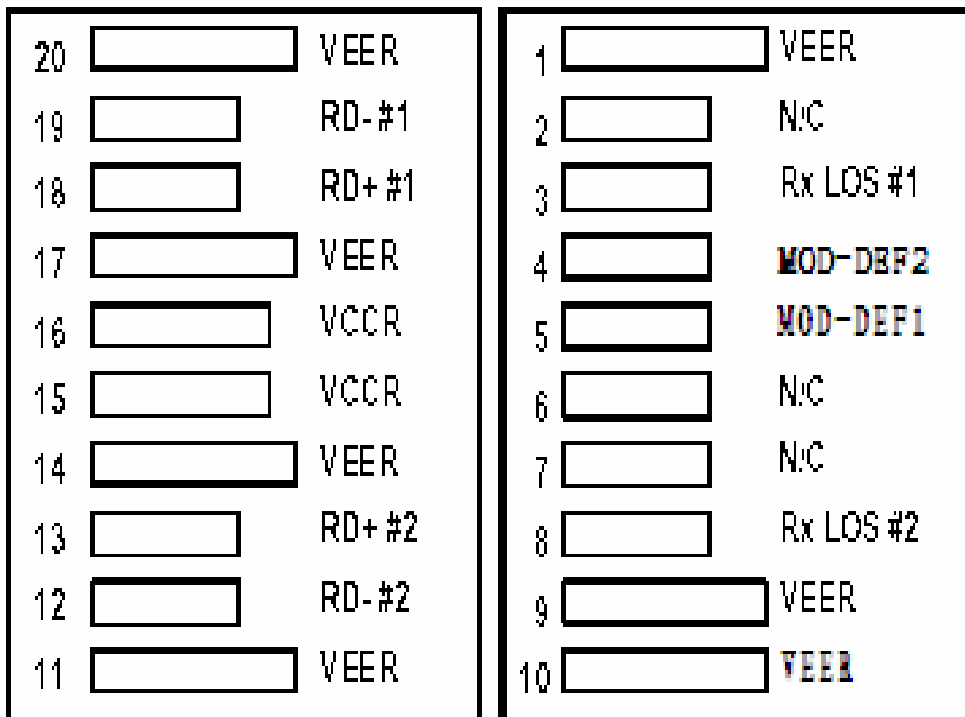 20 VEER
19 RD-#1
18 RD+#1
17 VEER
16 VCCR
15 VCCR
14 VEER
13 RD+#2
12 RD-#2
11 VEER
1 VEER
2 N/C
3 Rx LOS #1
4 MOD-DEF2
5 MOD-DEF1
6 N/C
7 N/C
8 Rx LOS #2
9 VEER
10 VEER